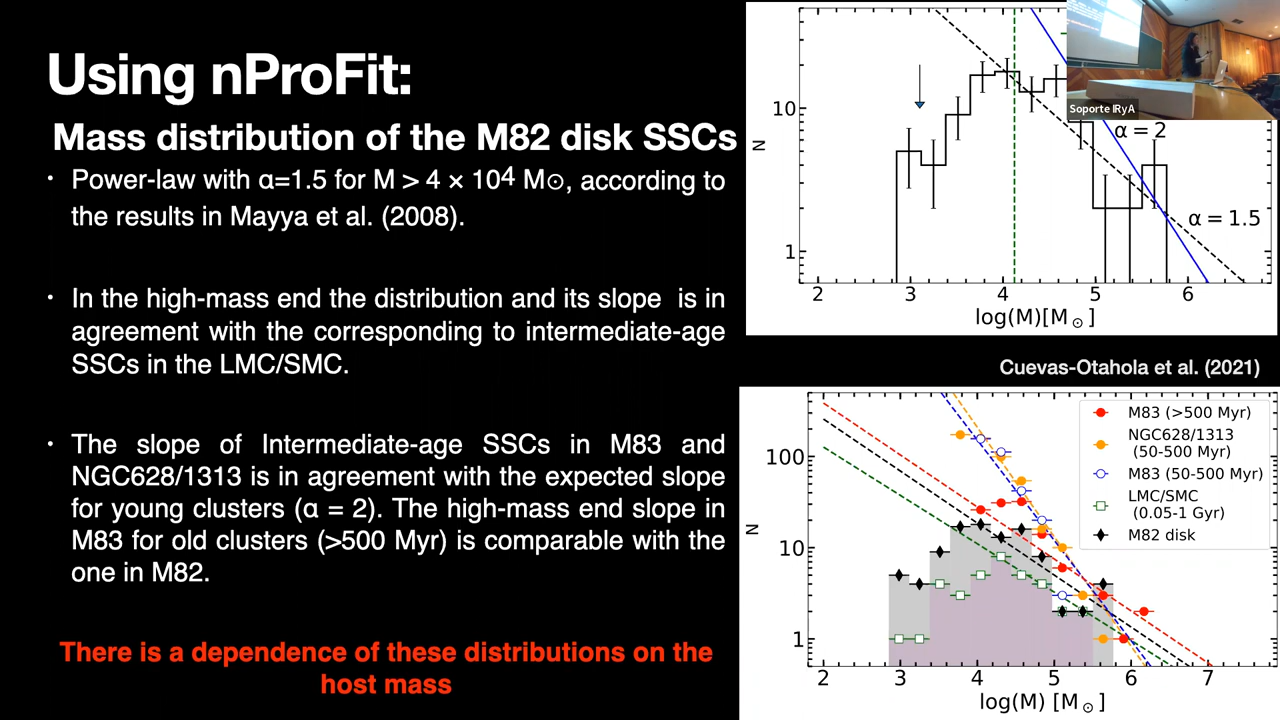 Using nProFit:
Mass distribution of the M82 disk SSCs
· Power-law with α=1.5 for M > 4 × 10⁴ M⊙, according to
the results in Mayya et al. (2008).
· In the high-mass end the distribution and its slope is in
agreement with the corresponding to intermediate-age
SSCs in the LMC/SMC.
· The slope of Intermediate-age SSCs in M83 and
NGC628/1313 is in agreement with the expected slope
for young clusters (α = 2). The high-mass end slope in
M83 for old clusters (>500 Myr) is comparable with the
one in M82.
There is a dependence of these distributions on the
host mass
Soporte IRyA
10
1
N
α = 2
α = 1.5
2 3 4 5 6
log(M)[M⊙]
Cuevas-Otahola et al. (2021)
100
10
1
N
M83 (>500 Myr)
NGC628/1313
(50-500 Myr)
M83 (50-500 Myr)
LMC/SMC
(0.05-1 Gyr)
M82 disk
2 3 4 5 6 7
log(M) [M⊙]